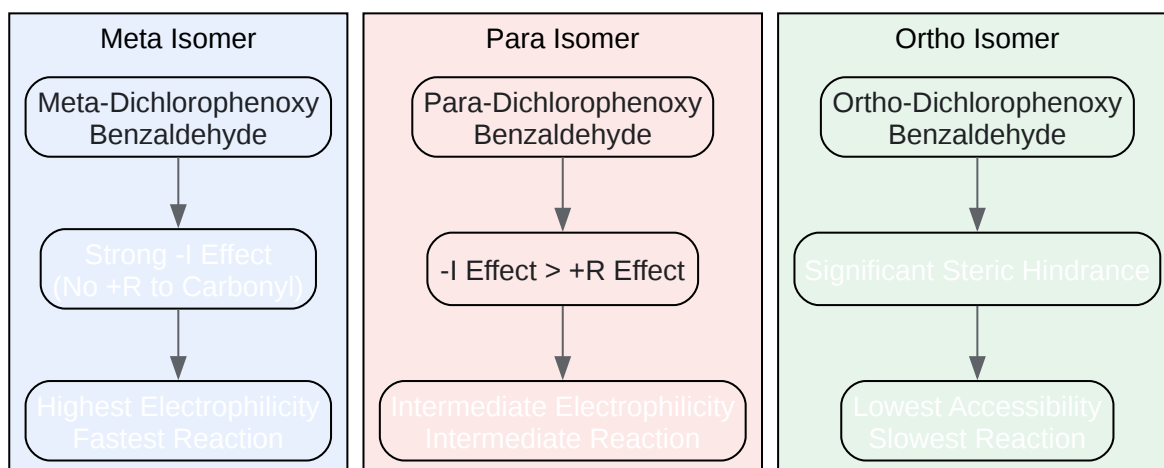 Meta Isomer
Meta-Dichlorophenoxy
Benzaldehyde
Strong -I Effect
(No +R to Carbonyl)
Highest Electrophilicity
Fastest Reaction
Para Isomer
Para-Dichlorophenoxy
Benzaldehyde
-I Effect > +R Effect
Intermediate Electrophilicity
Intermediate Reaction
Ortho Isomer
Ortho-Dichlorophenoxy
Benzaldehyde
Significant Steric Hindrance
Lowest Accessibility
Slowest Reaction